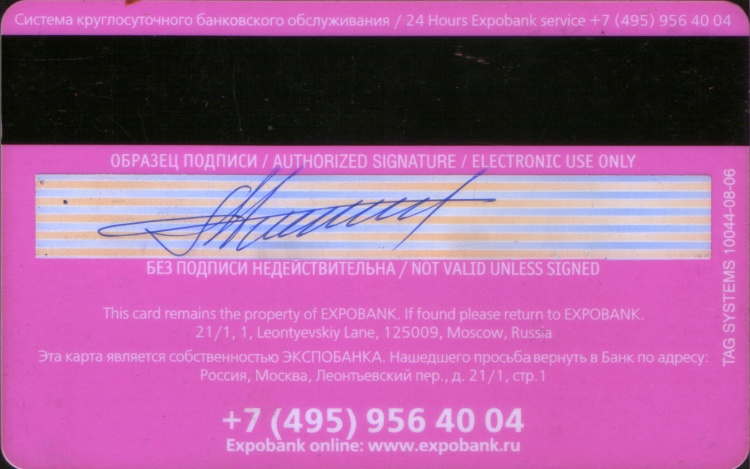 Система круглосуточного банковского обслуживания / 24 Hours Expobank service +7 (495) 956 40 04
ОБРАЗЕЦ ПОДПИСИ / AUTHORIZED SIGNATURE / ELECTRONIC USE ONLY
БЕЗ ПОДПИСИ НЕДЕЙСТВИТЕЛЬНА / NOT VALID UNLESS SIGNED
TAG SYSTEMS 10044-08-06
This card remains the property of EXPOBANK. If found please return to EXPOBANK.
21/1, 1, Leontyevskiy Lane, 125009, Moscow, Russia
Эта карта является собственностью ЭКСПОБАНКА. Нашедшего просьба вернуть в Банк по адресу:
Россия, Москва, Леонтьевский пер., д. 21/1, стр.1
+7 (495) 956 40 04
Expobank online: www.expobank.ru